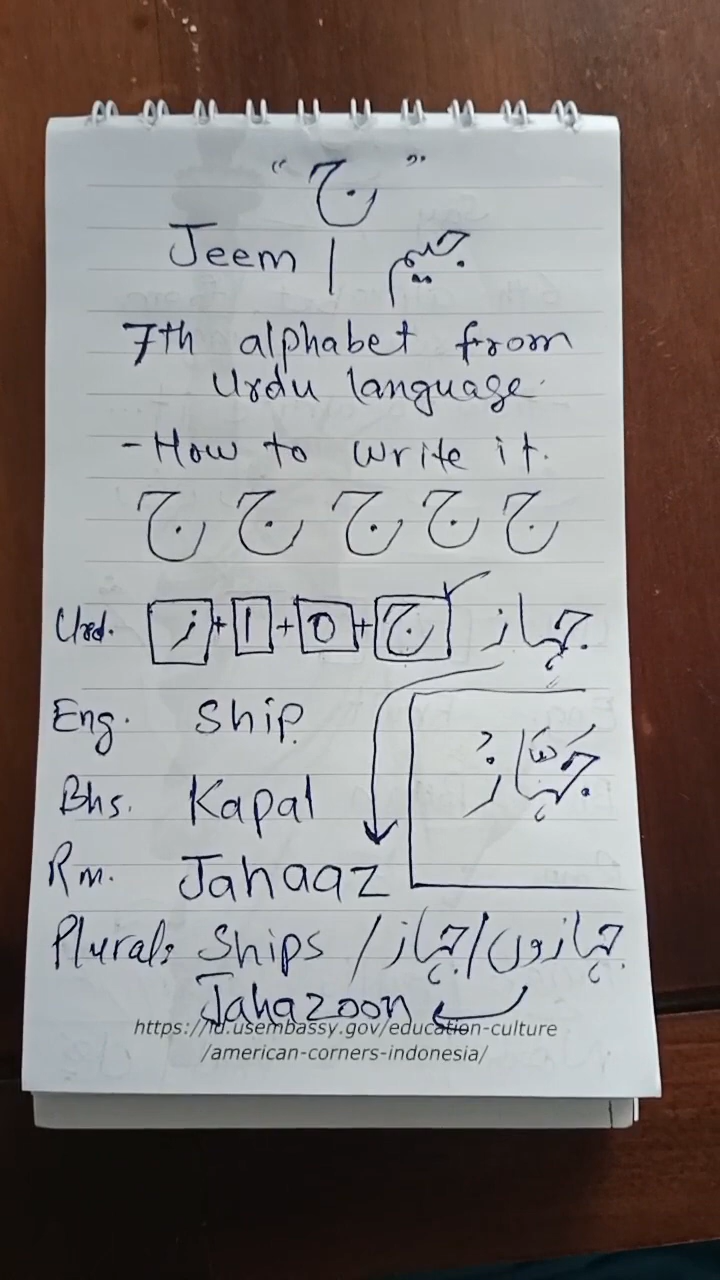 “ ج ”
Jeem | جیم
7th alphabet from
Urdu language.
- How to write it.
ج ج ج ج ج
Urd. ز + ا + ه + ج جہاز
Eng. Ship.
جَہَازْ
Bhs. Kapal
Rm. Jahaaz
Plural: Ships / جہاز / جہازوں
Jahazoon
https://id.usembassy.gov/education-culture
/american-corners-indonesia/